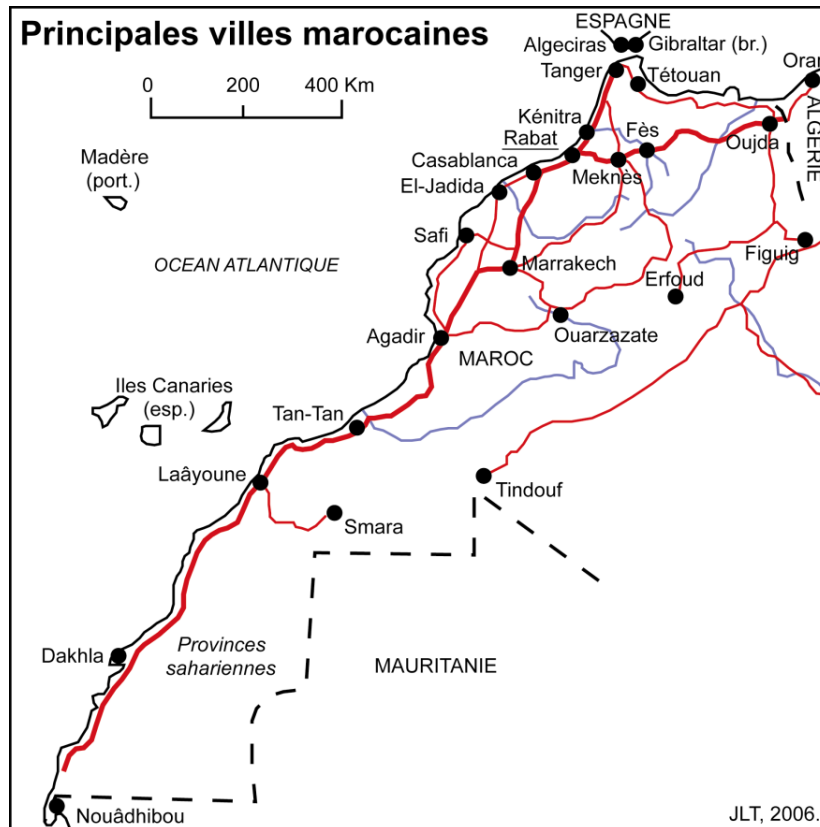 Principales villes marocaines
ESPAGNE
Algeciras
Gibraltar (br.)
0
200
400 Km
Tanger
Tétouan
Oran
ALGERIE
Kénitra
Rabat
Fès
Oujda
Madère
(port.)
Casablanca
Meknès
El-Jadida
Safi
Figuig
OCEAN ATLANTIQUE
Marrakech
Erfoud
Agadir
Ouarzazate
MAROC
Iles Canaries
(esp.)
Tan-Tan
Laâyoune
Tindouf
Smara
Dakhla
Provinces
sahariennes
MAURITANIE
Nouâdhibou
JLT, 2006.